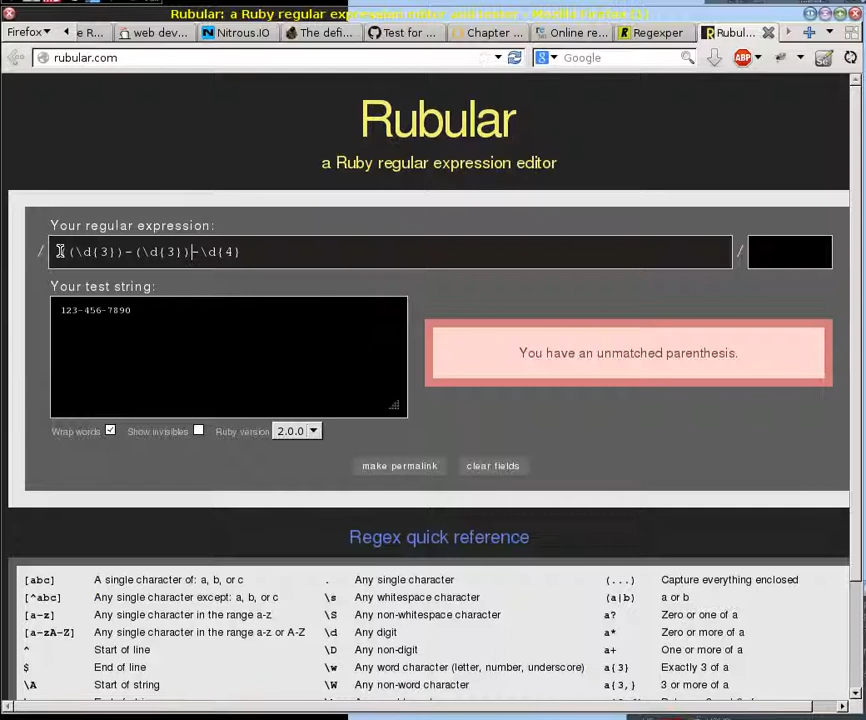 Rubular: a Ruby regular expression editor and tester - Mozilla Firefox (1)
Firefox
e R...
web dev...
Nitrous.IO
The defi...
Test for ...
Chapter ...
Online re...
Regexper
Rubul...
rubular.com
Google
ABP
Rubular
a Ruby regular expression editor
Your regular expression:
/ (\d{3})-(\d{3})-\d{4} /
Your test string:
123-456-7890
You have an unmatched parenthesis.
Wrap words Show invisibles Ruby version 2.0.0
make permalink clear fields
Regex quick reference
[abc] A single character of: a, b, or c . Any single character (...) Capture everything enclosed
[^abc] Any single character except: a, b, or c \s Any whitespace character (a|b) a or b
[a-z] Any single character in the range a-z \S Any non-whitespace character a? Zero or one of a
[a-zA-Z] Any single character in the range a-z or A-Z \d Any digit a* Zero or more of a
^ Start of line \D Any non-digit a+ One or more of a
$ End of line \w Any word character (letter, number, underscore) a{3} Exactly 3 of a
\A Start of string \W Any non-word character a{3,} 3 or more of a